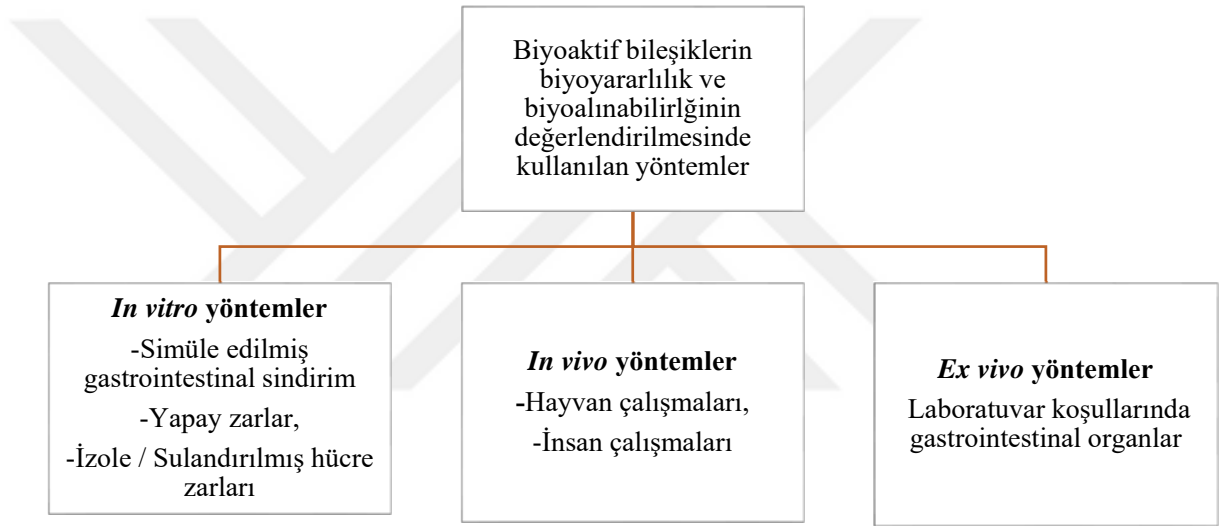 Biyoaktif bileşiklerin
biyoyararlılık ve
biyoalınabilirlğinin
değerlendirilmesinde
kullanılan yöntemler
In vitro yöntemler
-Simüle edilmiş
gastrointestinal sindirim
-Yapay zarlar,
-İzole / Sulandırılmış hücre
zarları
In vivo yöntemler
-Hayvan çalışmaları,
-İnsan çalışmaları
Ex vivo yöntemler
Laboratuvar koşullarında
gastrointestinal organlar